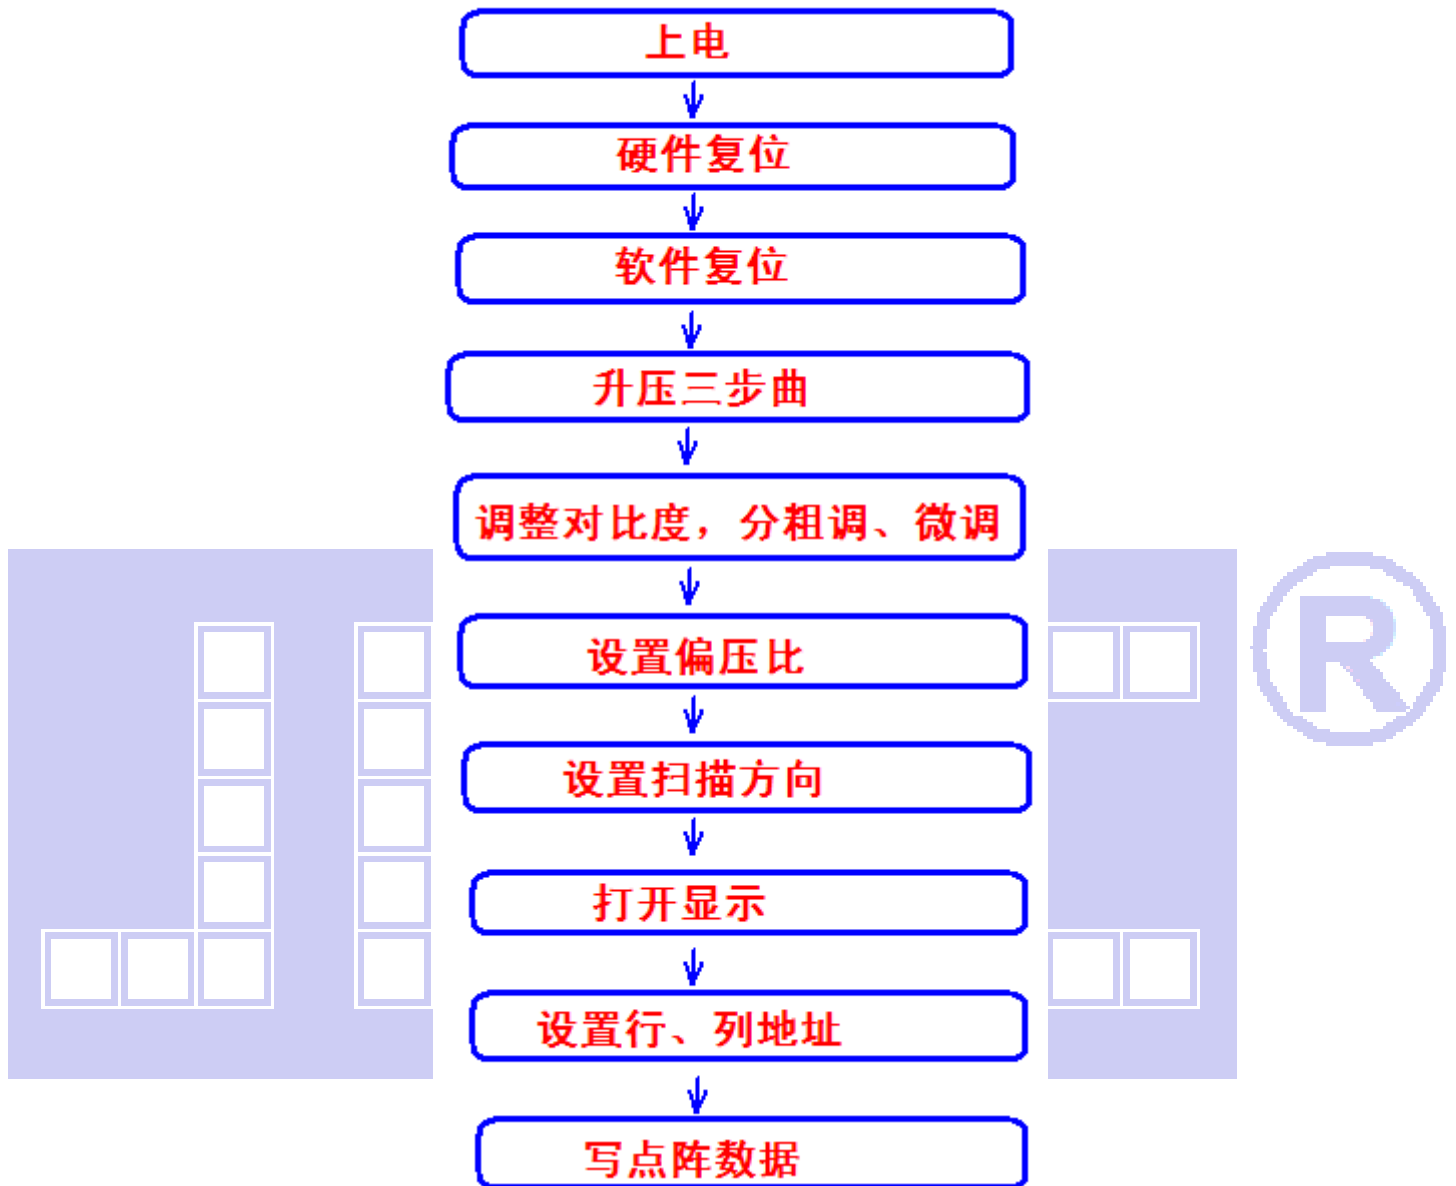 上电
硬件复位
软件复位
升压三步曲
调整对比度，分粗调、微调
设置偏压比
设置扫描方向
打开显示
设置行、列地址
写点阵数据
®